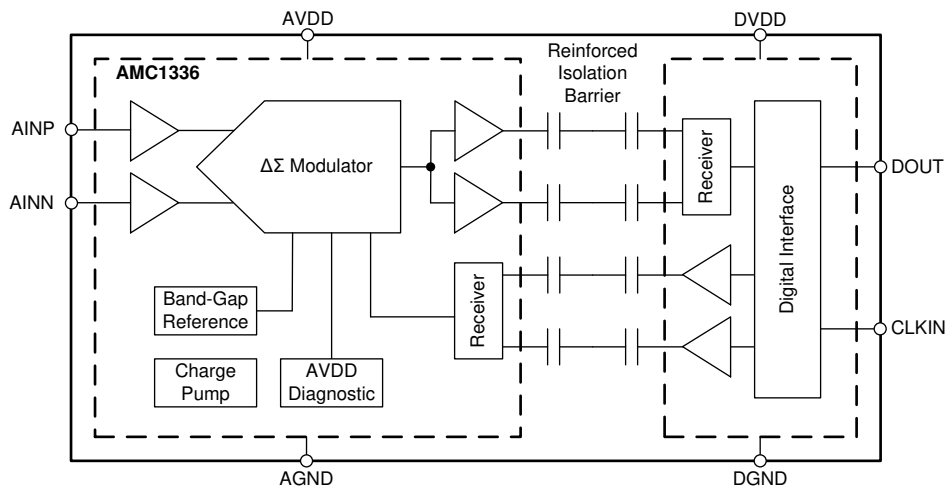 AVDD
DVDD
AMC1336
Reinforced
Isolation
Barrier
AINP
AINN
ΔΣ Modulator
Receiver
Digital Interface
DOUT
Band-Gap
Reference
Receiver
CLKIN
Charge
Pump
AVDD
Diagnostic
AGND
DGND